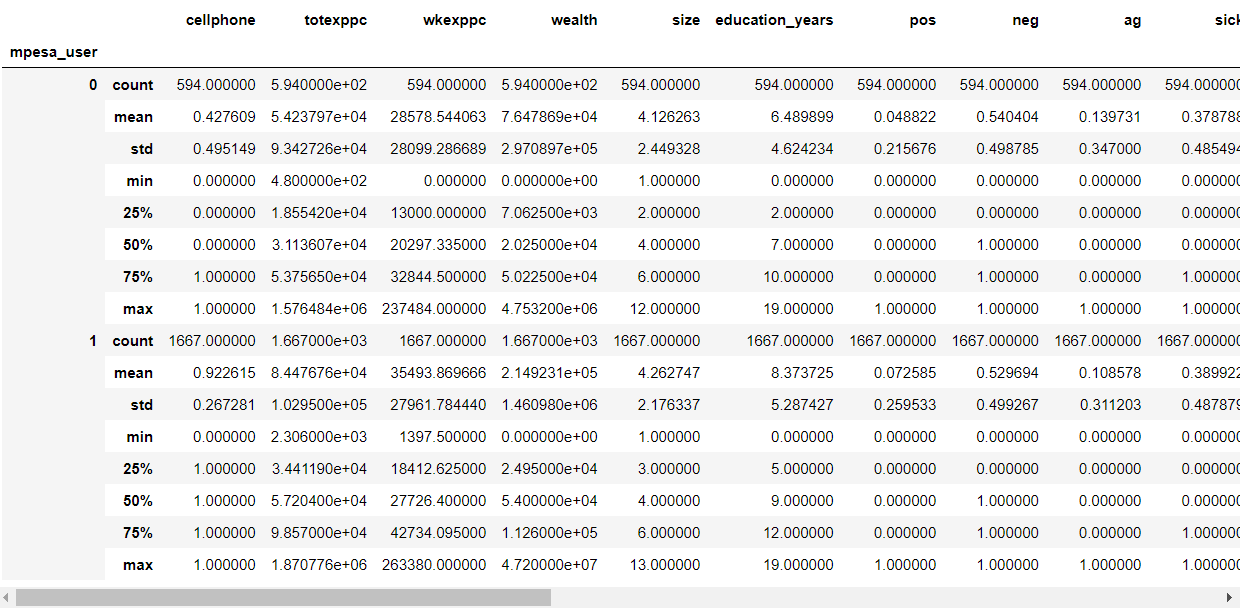 cellphone totexppc wkexppc wealth size education_years pos neg ag sick
mpesa_user
0 count 594.000000 5.940000e+02 594.000000 5.940000e+02 594.000000 594.000000 594.000000 594.000000 594.000000 594.000000
mean 0.427609 5.423797e+04 28578.544063 7.647869e+04 4.126263 6.489899 0.048822 0.540404 0.139731 0.378788
std 0.495149 9.342726e+04 28099.286689 2.970897e+05 2.449328 4.624234 0.215676 0.498785 0.347000 0.485494
min 0.000000 4.800000e+02 0.000000 0.000000e+00 1.000000 0.000000 0.000000 0.000000 0.000000 0.000000
25% 0.000000 1.855420e+04 13000.000000 7.062500e+03 2.000000 2.000000 0.000000 0.000000 0.000000 0.000000
50% 0.000000 3.113607e+04 20297.335000 2.025000e+04 4.000000 7.000000 0.000000 1.000000 0.000000 0.000000
75% 1.000000 5.375650e+04 32844.500000 5.022500e+04 6.000000 10.000000 0.000000 1.000000 0.000000 1.000000
max 1.000000 1.576484e+06 237484.000000 4.753200e+06 12.000000 19.000000 1.000000 1.000000 1.000000 1.000000
1 count 1667.000000 1.667000e+03 1667.000000 1.667000e+03 1667.000000 1667.000000 1667.000000 1667.000000 1667.000000 1667.000000
mean 0.922615 8.447676e+04 35493.869666 2.149231e+05 4.262747 8.373725 0.072585 0.529694 0.108578 0.389922
std 0.267281 1.029500e+05 27961.784440 1.460980e+06 2.176337 5.287427 0.259533 0.499267 0.311203 0.487879
min 0.000000 2.306000e+03 1397.500000 0.000000e+00 1.000000 0.000000 0.000000 0.000000 0.000000 0.000000
25% 1.000000 3.441190e+04 18412.625000 2.495000e+04 3.000000 5.000000 0.000000 0.000000 0.000000 0.000000
50% 1.000000 5.720400e+04 27726.400000 5.400000e+04 4.000000 9.000000 0.000000 1.000000 0.000000 0.000000
75% 1.000000 9.857000e+04 42734.095000 1.126000e+05 6.000000 12.000000 0.000000 1.000000 0.000000 1.000000
max 1.000000 1.870776e+06 263380.000000 4.720000e+07 13.000000 19.000000 1.000000 1.000000 1.000000 1.000000